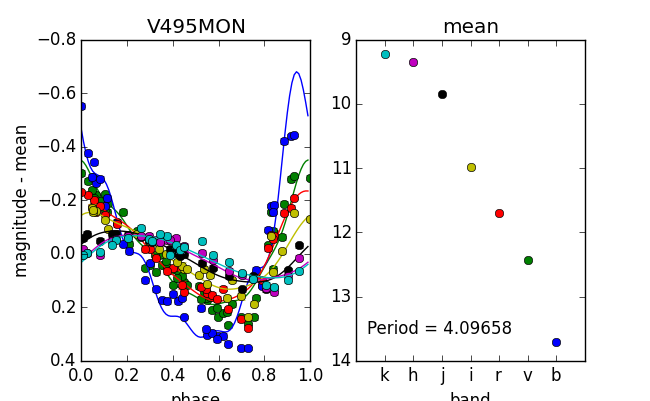 V495MON
mean
magnitude - mean
−0.8
−0.6
−0.4
−0.2
0.0
0.2
0.4
0.0 0.2 0.4 0.6 0.8 1.0
phase
9
10
11
12
13
14
Period = 4.09658
k h j i r v b
band